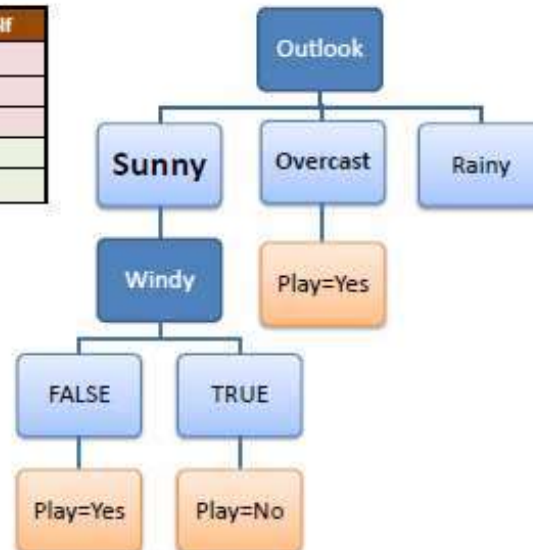 Outlook
Sunny
Overcast
Rainy
Windy
Play=Yes
FALSE
TRUE
Play=Yes
Play=No